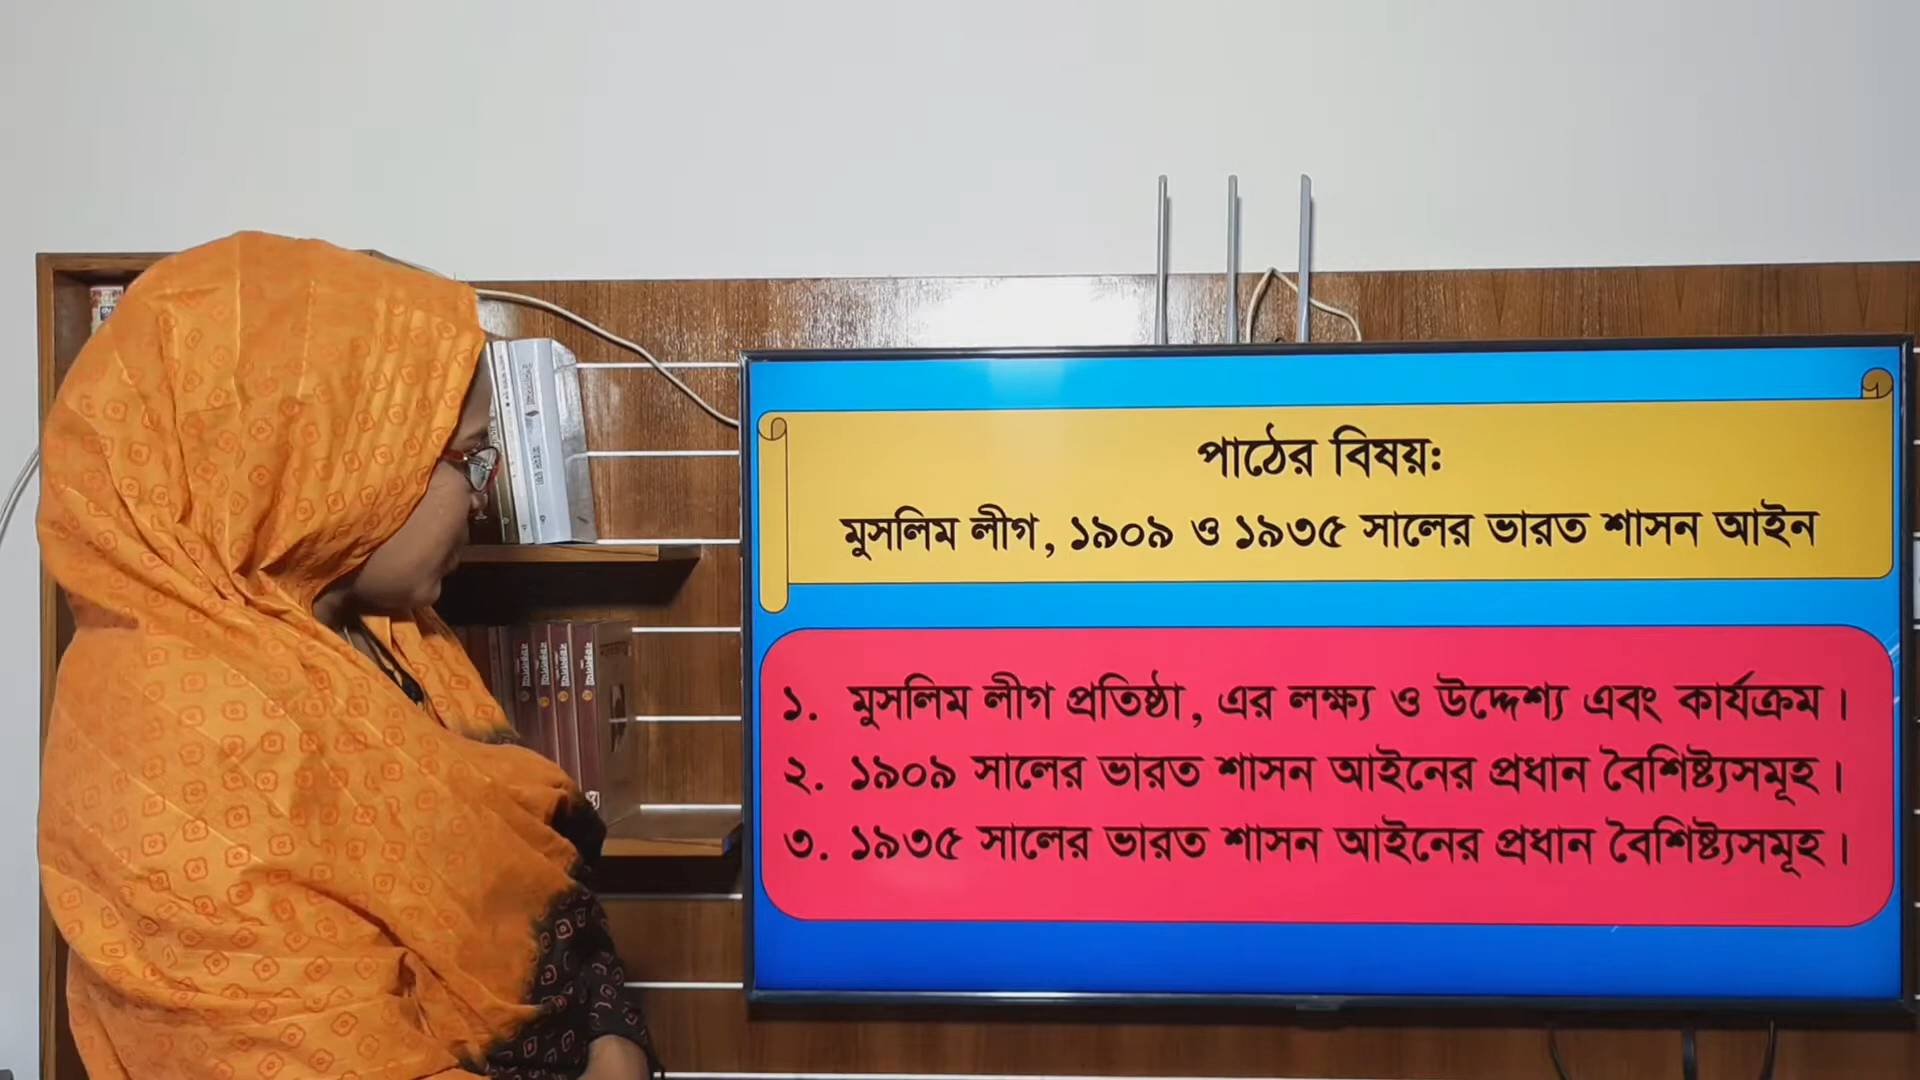 পাঠের বিষয়:
মুসলিম লীগ, ১৯০৯ ও ১৯৩৫ সালের ভারত শাসন আইন
১. মুসলিম লীগ প্রতিষ্ঠা, এর লক্ষ্য ও উদ্দেশ্য এবং কার্যক্রম।
২. ১৯০৯ সালের ভারত শাসন আইনের প্রধান বৈশিষ্ট্যসমূহ।
৩. ১৯৩৫ সালের ভারত শাসন আইনের প্রধান বৈশিষ্ট্যসমূহ।